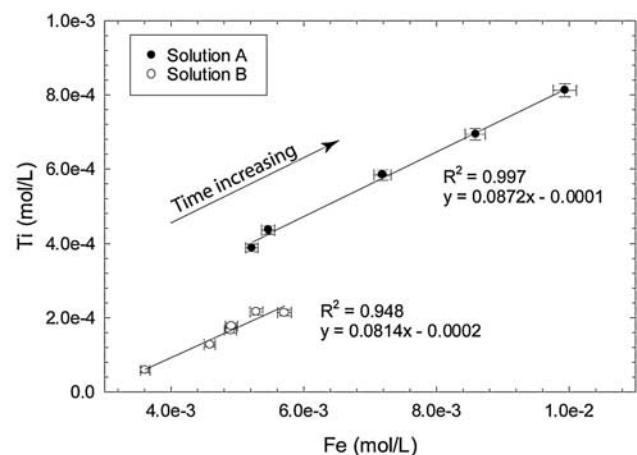 1.0e-3
Solution A
Solution B
8.0e-4
Time increasing
6.0e-4
R² = 0.997
y = 0.0872x - 0.0001
Ti (mol/L)
4.0e-4
R² = 0.948
y = 0.0814x - 0.0002
2.0e-4
0.0
4.0e-3 6.0e-3 8.0e-3 1.0e-2
Fe (mol/L)